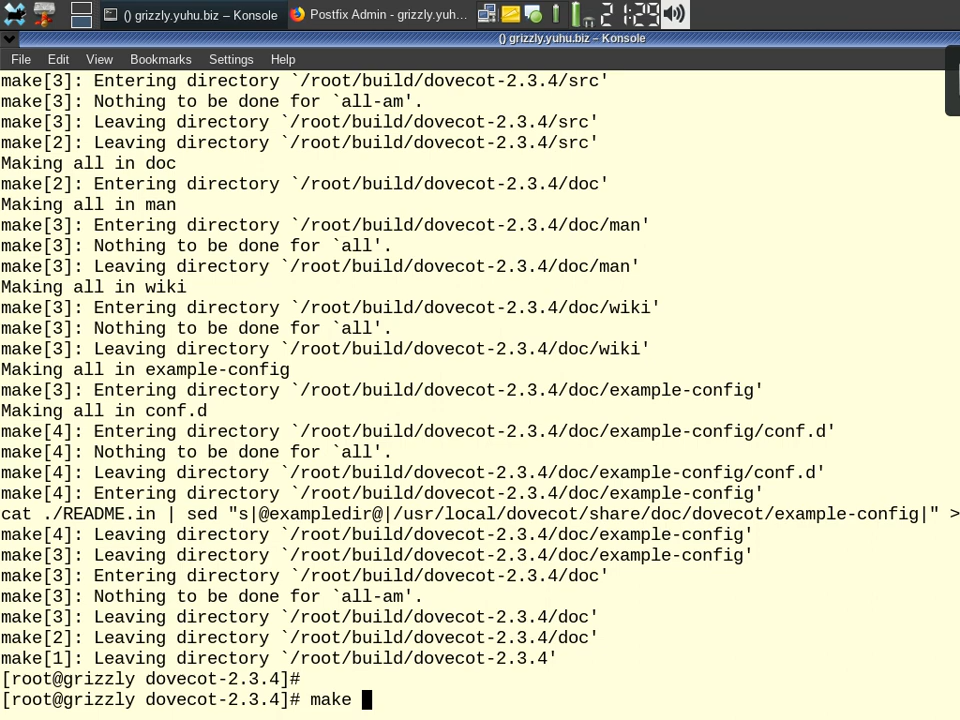 () grizzly.yuhu.biz – Konsole
Postfix Admin - grizzly.yuh...
21:29
() grizzly.yuhu.biz – Konsole
File Edit View Bookmarks Settings Help
make[3]: Entering directory `/root/build/dovecot-2.3.4/src'
make[3]: Nothing to be done for `all-am'.
make[3]: Leaving directory `/root/build/dovecot-2.3.4/src'
make[2]: Leaving directory `/root/build/dovecot-2.3.4/src'
Making all in doc
make[2]: Entering directory `/root/build/dovecot-2.3.4/doc'
Making all in man
make[3]: Entering directory `/root/build/dovecot-2.3.4/doc/man'
make[3]: Nothing to be done for `all'.
make[3]: Leaving directory `/root/build/dovecot-2.3.4/doc/man'
Making all in wiki
make[3]: Entering directory `/root/build/dovecot-2.3.4/doc/wiki'
make[3]: Nothing to be done for `all'.
make[3]: Leaving directory `/root/build/dovecot-2.3.4/doc/wiki'
Making all in example-config
make[3]: Entering directory `/root/build/dovecot-2.3.4/doc/example-config'
Making all in conf.d
make[4]: Entering directory `/root/build/dovecot-2.3.4/doc/example-config/conf.d'
make[4]: Nothing to be done for `all'.
make[4]: Leaving directory `/root/build/dovecot-2.3.4/doc/example-config/conf.d'
make[4]: Entering directory `/root/build/dovecot-2.3.4/doc/example-config'
cat ./README.in | sed "s|@exampledir@|/usr/local/dovecot/share/doc/dovecot/example-config|" >
make[4]: Leaving directory `/root/build/dovecot-2.3.4/doc/example-config'
make[3]: Leaving directory `/root/build/dovecot-2.3.4/doc/example-config'
make[3]: Entering directory `/root/build/dovecot-2.3.4/doc'
make[3]: Nothing to be done for `all-am'.
make[3]: Leaving directory `/root/build/dovecot-2.3.4/doc'
make[2]: Leaving directory `/root/build/dovecot-2.3.4/doc'
make[1]: Leaving directory `/root/build/dovecot-2.3.4'
[root@grizzly dovecot-2.3.4]#
[root@grizzly dovecot-2.3.4]# make